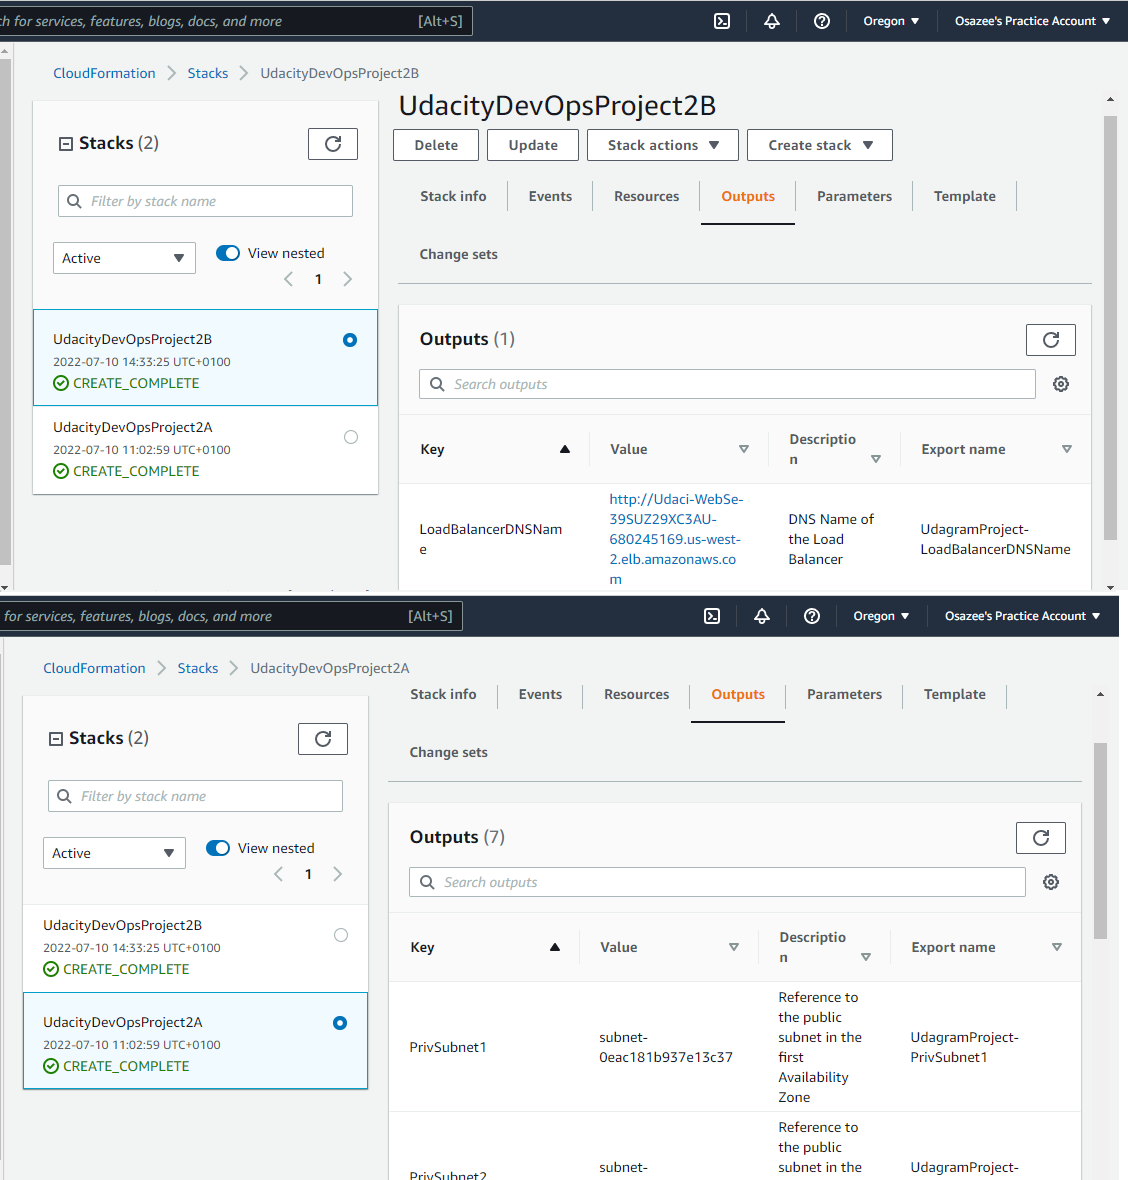 ch for services, features, blogs, docs, and more [Alt+S] Oregon Osazee's Practice Account
CloudFormation Stacks UdacityDevOpsProject2B
UdacityDevOpsProject2B
Stacks (2)
Delete Update Stack actions Create stack
Filter by stack name
Stack info Events Resources Outputs Parameters Template
Active View nested
1
Change sets
UdacityDevOpsProject2B
2022-07-10 14:33:25 UTC+0100
CREATE_COMPLETE
UdacityDevOpsProject2A
2022-07-10 11:02:59 UTC+0100
CREATE_COMPLETE
Outputs (1)
Search outputs
Key Value Descriptio
n Export name
LoadBalancerDNSNam
e
http://Udaci-WebSe-
39SUZ29XC3AU-
680245169.us-west-
2.elb.amazonaws.co
m
DNS Name of
the Load
Balancer
UdagramProject-
LoadBalancerDNSName
for services, features, blogs, docs, and more [Alt+S] Oregon Osazee's Practice Account
CloudFormation Stacks UdacityDevOpsProject2A
Stack info Events Resources Outputs Parameters Template
Stacks (2)
Change sets
Filter by stack name
Active View nested
1
UdacityDevOpsProject2B
2022-07-10 14:33:25 UTC+0100
CREATE_COMPLETE
UdacityDevOpsProject2A
2022-07-10 11:02:59 UTC+0100
CREATE_COMPLETE
Outputs (7)
Search outputs
Key Value Descriptio
n Export name
PrivSubnet1
subnet-
0eac181b937e13c37
Reference to
the public
subnet in the
first
Availability
Zone
UdagramProject-
PrivSubnet1
PrivSubnet2
subnet-
Reference to
the public
subnet in the
UdagramProject-